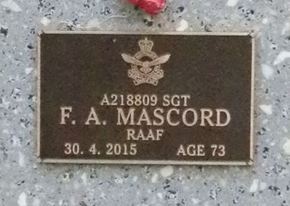 A218809 SGT
F. A. MASCORD
RAAF
30. 4. 2015 AGE 73